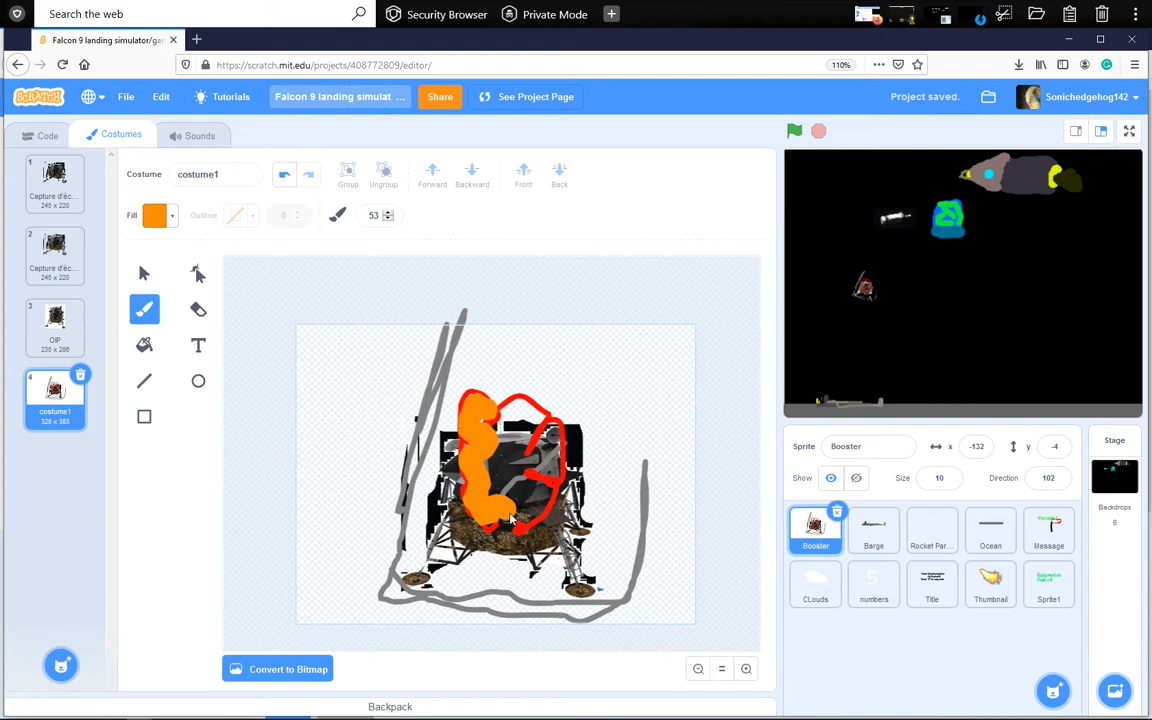 Search the web
Security Browser
Private Mode
Falcon 9 landing simulator/gan
https://scratch.mit.edu/projects/408772809/editor/
110%
SCRATCH
File
Edit
Tutorials
Falcon 9 landing simulat ...
Share
See Project Page
Project saved.
Sonichedgehog142
Code
Costumes
Sounds
Costume
costume1
Group
Ungroup
Forward
Backward
Front
Back
Fill
Outline
0
53
1
Capture d'éc...
245 x 220
2
Capture d'éc...
245 x 220
3
OIP
235 x 286
4
costume1
328 x 383
Convert to Bitmap
Backpack
Sprite
Booster
x
-132
y
-4
Show
Size
10
Direction
102
Stage
Backdrops
6
Booster
Barge
Rocket Par...
Ocean
Message
CLouds
numbers
Title
Thumbnail
Sprite1
5